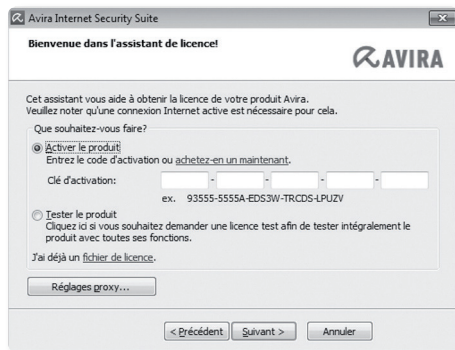 Avira Internet Security Suite
Bienvenue dans l'assistant de licence!
AVIRA
Cet assistant vous aide à obtenir la licence de votre produit Avira.
Veuillez noter qu'une connexion Internet active est nécessaire pour cela.
Que souhaitez-vous faire?
Activer le produit
Entrez le code d'activation ou achetez-en un maintenant.
Clé d'activation: - - - -
ex. 93555-5555A-EDS3W-TRCDS-LPUZV
Tester le produit
Cliquez ici si vous souhaitez demander une licence test afin de tester intégralement le
produit avec toutes ses fonctions.
J'ai déjà un fichier de licence.
Réglages proxy...
< Précédent Suivant > Annuler